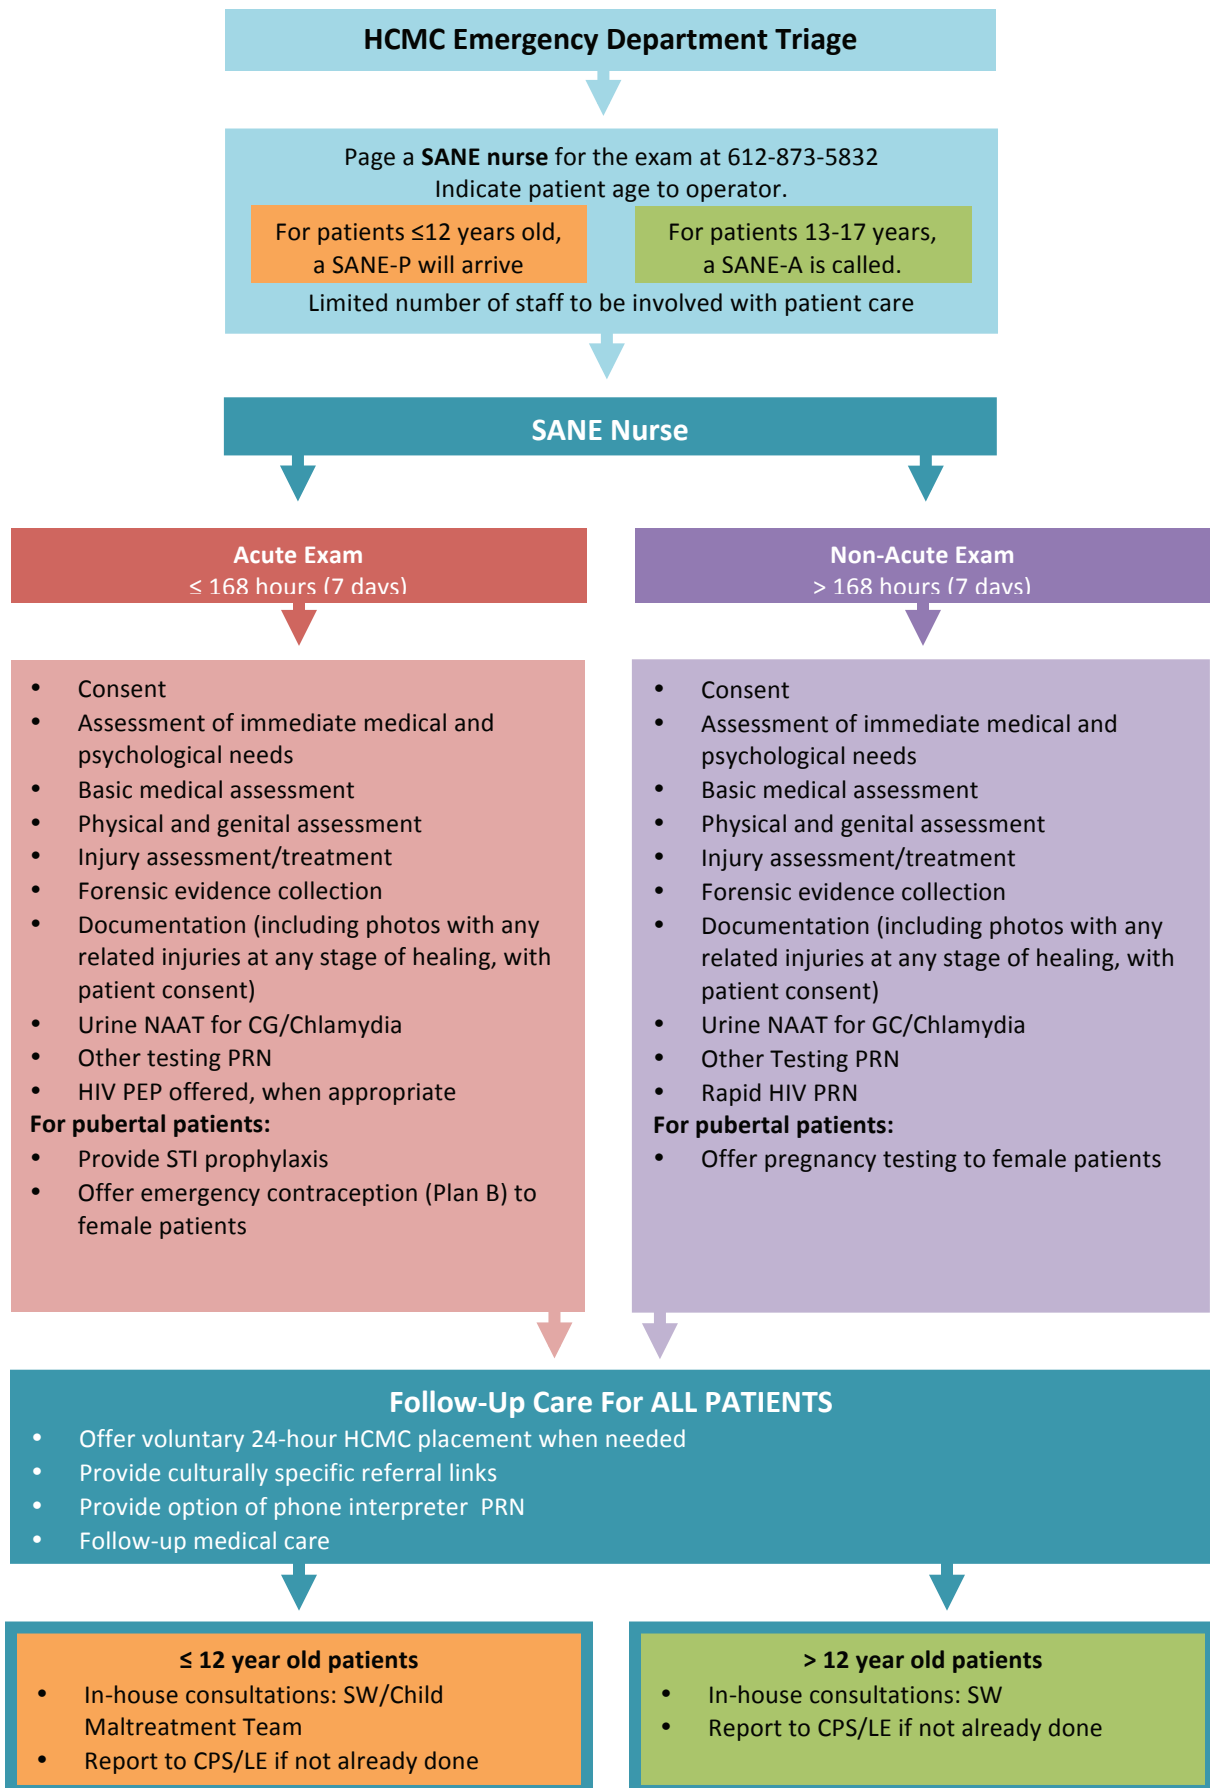 HCMC Emergency Department Triage
Page a SANE nurse for the exam at 612-873-5832
Indicate patient age to operator.
For patients ≤12 years old,
a SANE-P will arrive
For patients 13-17 years,
a SANE-A is called.
Limited number of staff to be involved with patient care
SANE Nurse
Acute Exam
≤ 168 hours (7 days)
• Consent
• Assessment of immediate medical and
psychological needs
• Basic medical assessment
• Physical and genital assessment
• Injury assessment/treatment
• Forensic evidence collection
• Documentation (including photos with any
related injuries at any stage of healing, with
patient consent)
• Urine NAAT for CG/Chlamydia
• Other testing PRN
• HIV PEP offered, when appropriate
For pubertal patients:
• Provide STI prophylaxis
• Offer emergency contraception (Plan B) to
female patients
Non-Acute Exam
> 168 hours (7 days)
• Consent
• Assessment of immediate medical and
psychological needs
• Basic medical assessment
• Physical and genital assessment
• Injury assessment/treatment
• Forensic evidence collection
• Documentation (including photos with any
related injuries at any stage of healing, with
patient consent)
• Urine NAAT for GC/Chlamydia
• Other Testing PRN
• Rapid HIV PRN
For pubertal patients:
• Offer pregnancy testing to female patients
Follow-Up Care For ALL PATIENTS
• Offer voluntary 24-hour HCMC placement when needed
• Provide culturally specific referral links
• Provide option of phone interpreter PRN
• Follow-up medical care
≤ 12 year old patients
• In-house consultations: SW/Child
Maltreatment Team
• Report to CPS/LE if not already done
> 12 year old patients
• In-house consultations: SW
• Report to CPS/LE if not already done